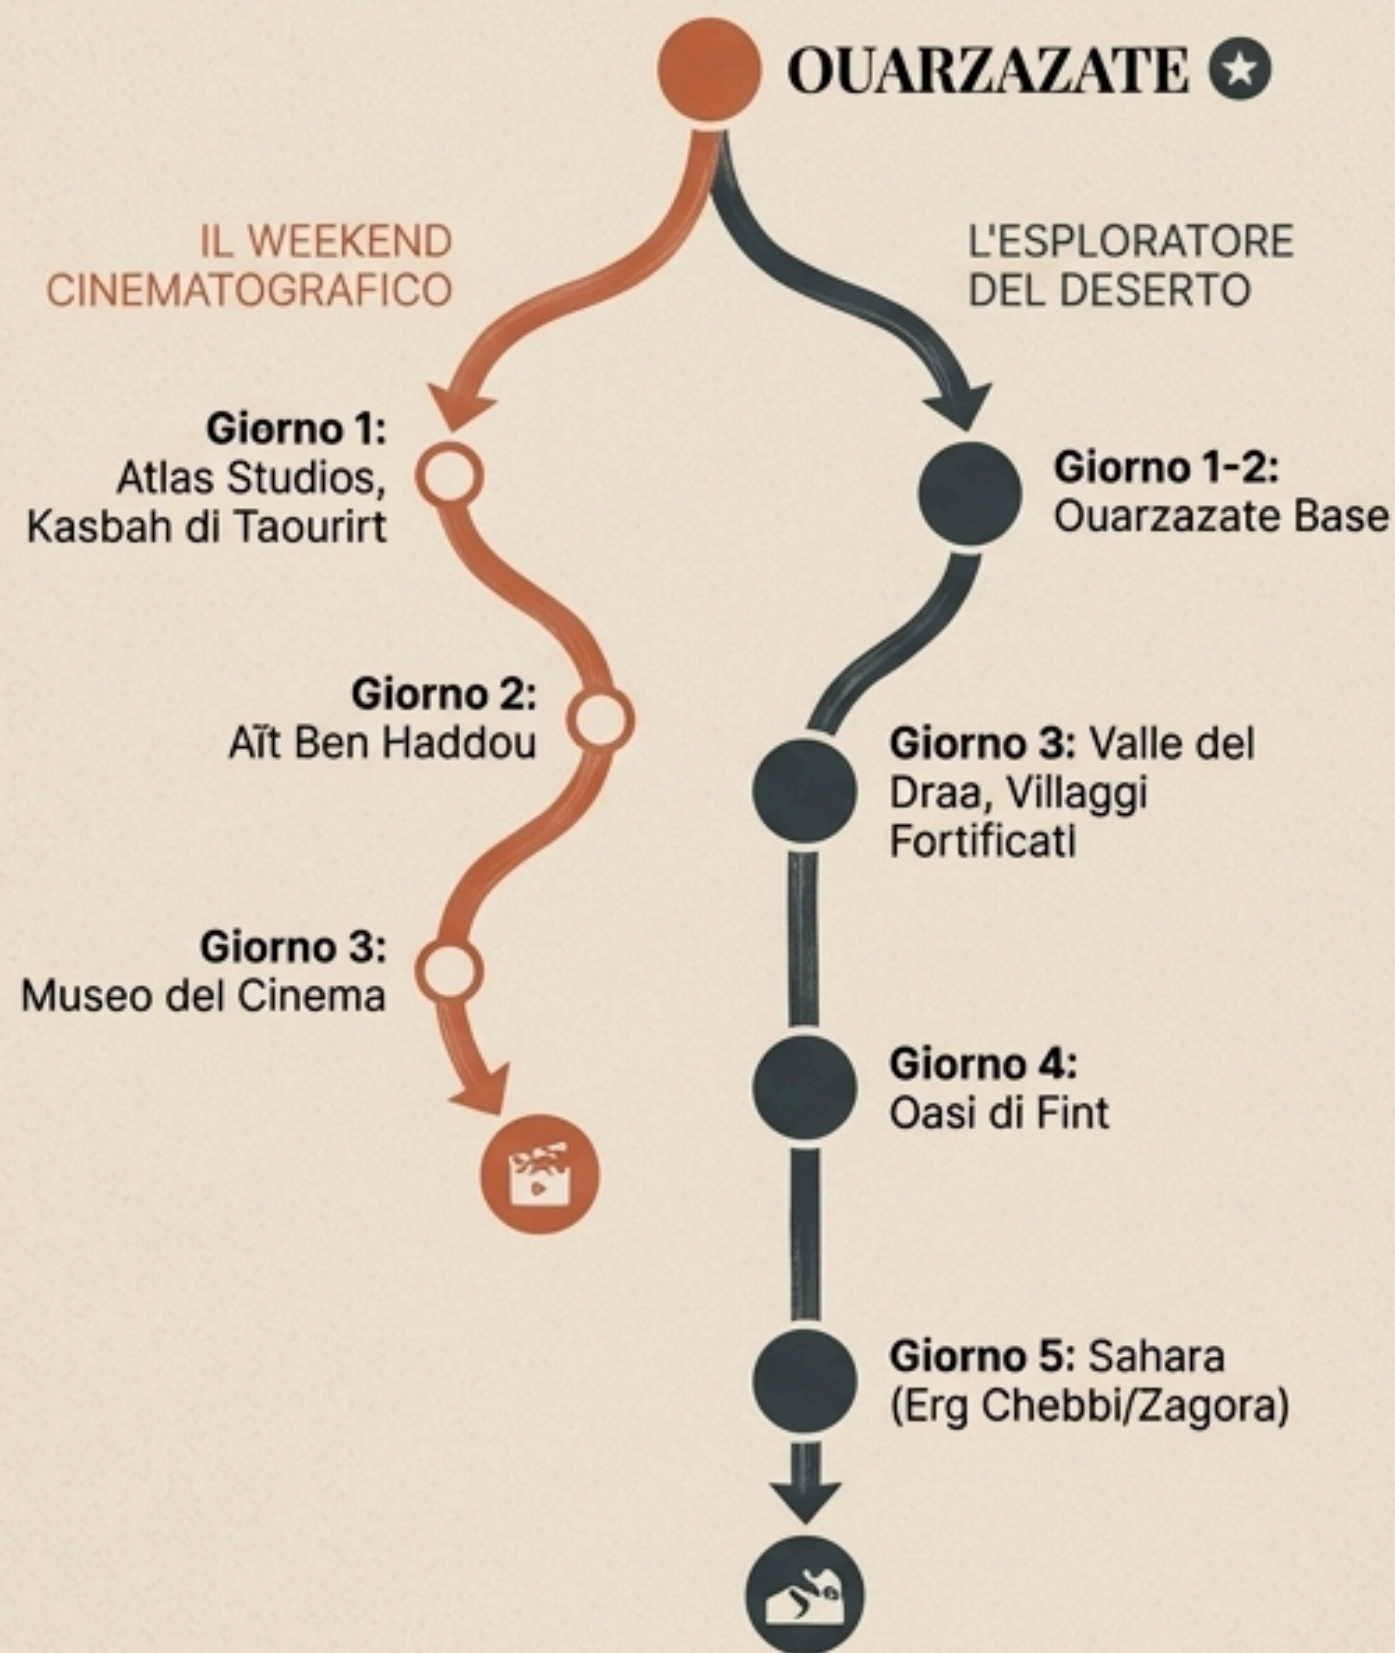 OUARZAZATE
IL WEEKEND
CINEMATOGRAFICO
Giorno 1:
Atlas Studios,
Kasbah di Taourirt
Giorno 2:
Aït Ben Haddou
Giorno 3:
Museo del Cinema
L'ESPLORATORE
DEL DESERTO
Giorno 1-2:
Ouarzazate Base
Giorno 3: Valle del
Draa, Villaggi
Fortificati
Giorno 4:
Oasi di Fint
Giorno 5: Sahara
(Erg Chebbi/Zagora)